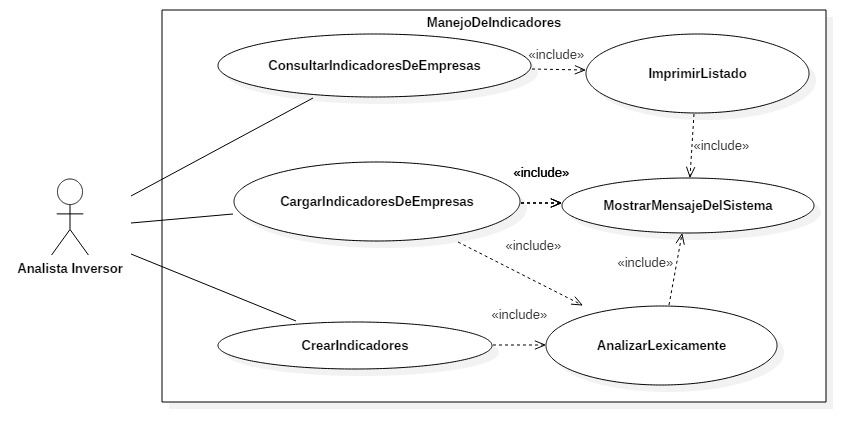 ManejoDeIndicadores
ConsultarIndicadoresDeEmpresas
«include»
ImprimirListado
«include»
CargarIndicadoresDeEmpresas
«include»
MostrarMensajeDelSistema
«include»
«include»
Analista Inversor
«include»
CrearIndicadores
AnalizarLexicamente